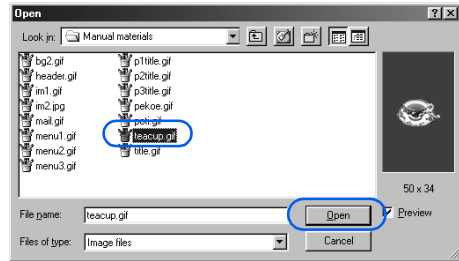 Open
Look in: Manual materials
bg2.gif p1title.gif
header.gif p2title.gif
im1.gif p3title.gif
im2.jpg pekoe.gif
mail.gif poti.gif
menu1.gif teacup.gif
menu2.gif title.gif
menu3.gif
50 x 34
File name: teacup.gif Open Preview
Files of type: Image files Cancel